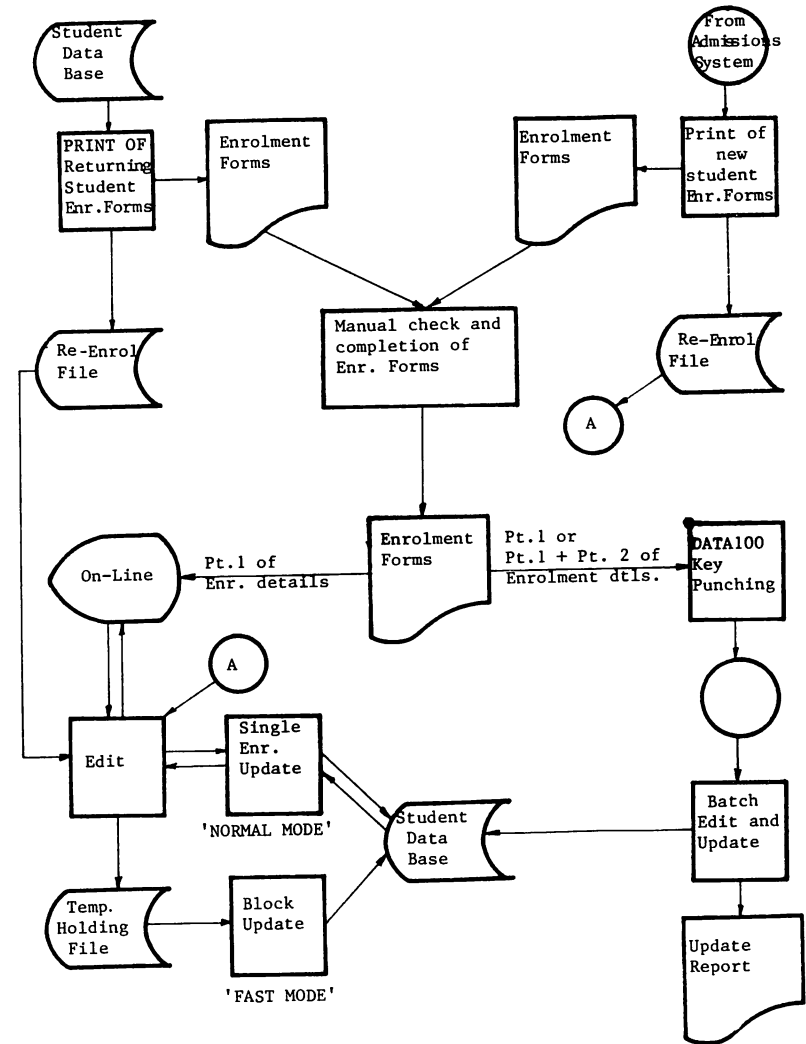 Student
Data
Base
From
Admissions
System
PRINT OF
Returning
Student
Enr.Forms
Enrolment
Forms
Enrolment
Forms
Print of
new
student
Enr.Forms
Re-Enrol
File
Manual check and
completion of
Enr. Forms
Re-Enrol
File
A
On-Line
Pt.1 of
Enr. details
Enrolment
Forms
Pt.1 or
Pt.1 + Pt. 2 of
Enrolment dtls.
DATA100
Key
Punching
A
Edit
Single
Enr.
Update
'NORMAL MODE'
Student
Data
Base
Batch
Edit and
Update
Temp.
Holding
File
Block
Update
'FAST MODE'
Update
Report